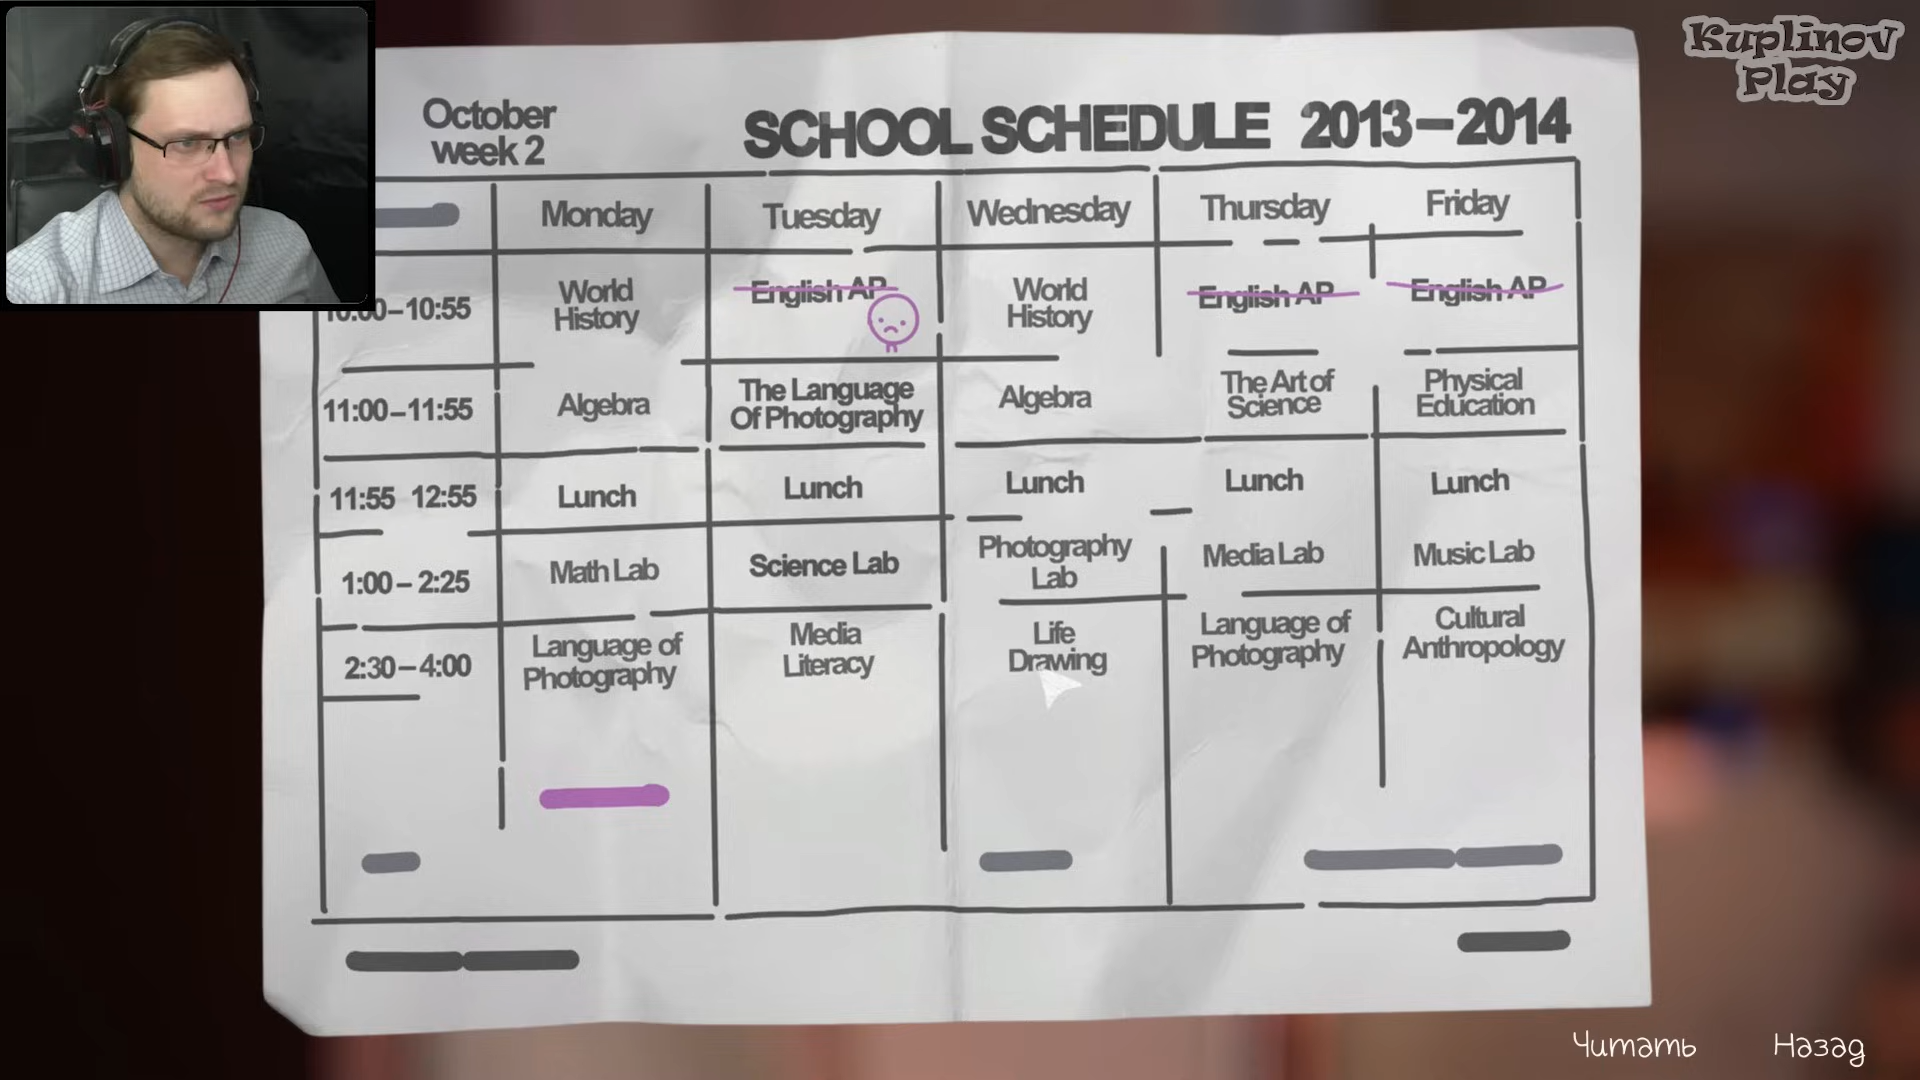 Kuplinov
Play
October
week 2
SCHOOL SCHEDULE 2013-2014
Monday
Tuesday
Wednesday
Thursday
Friday
10:00-10:55
World
History
English AP
World
History
English AP
English AP
11:00-11:55
Algebra
The Language
Of Photography
Algebra
The Art of
Science
Physical
Education
11:55 12:55
Lunch
Lunch
Lunch
Lunch
Lunch
1:00-2:25
Math Lab
Science Lab
Photography
Lab
Media Lab
Music Lab
2:30-4:00
Language of
Photography
Media
Literacy
Life
Drawing
Language of
Photography
Cultural
Anthropology
Читать
Назад